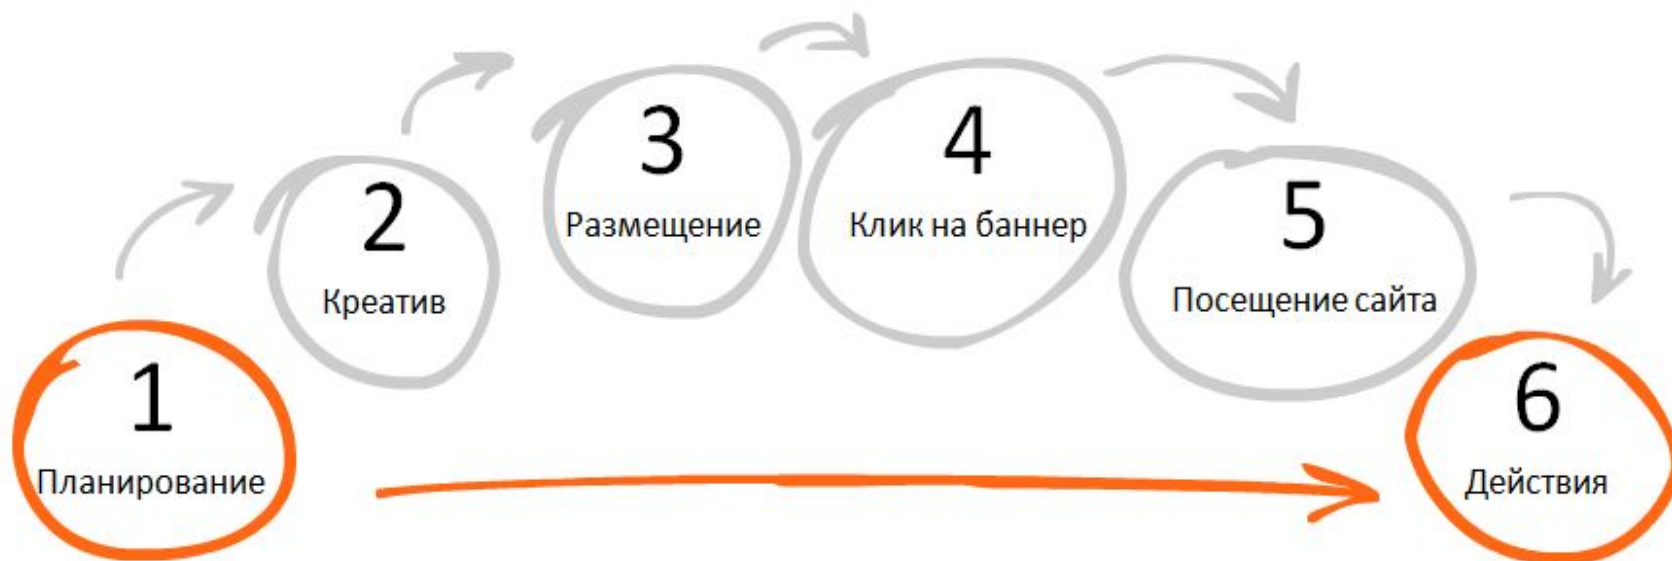 1
Планирование
2
Креатив
3
Размещение
4
Клик на баннер
5
Посещение сайта
6
Действия